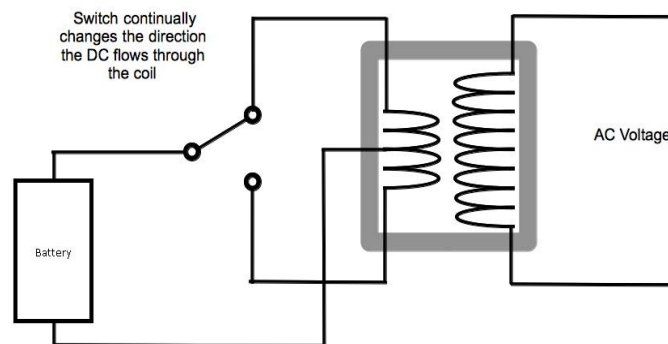 Switch continually
changes the direction
the DC flows through
the coil
AC Voltage
Battery